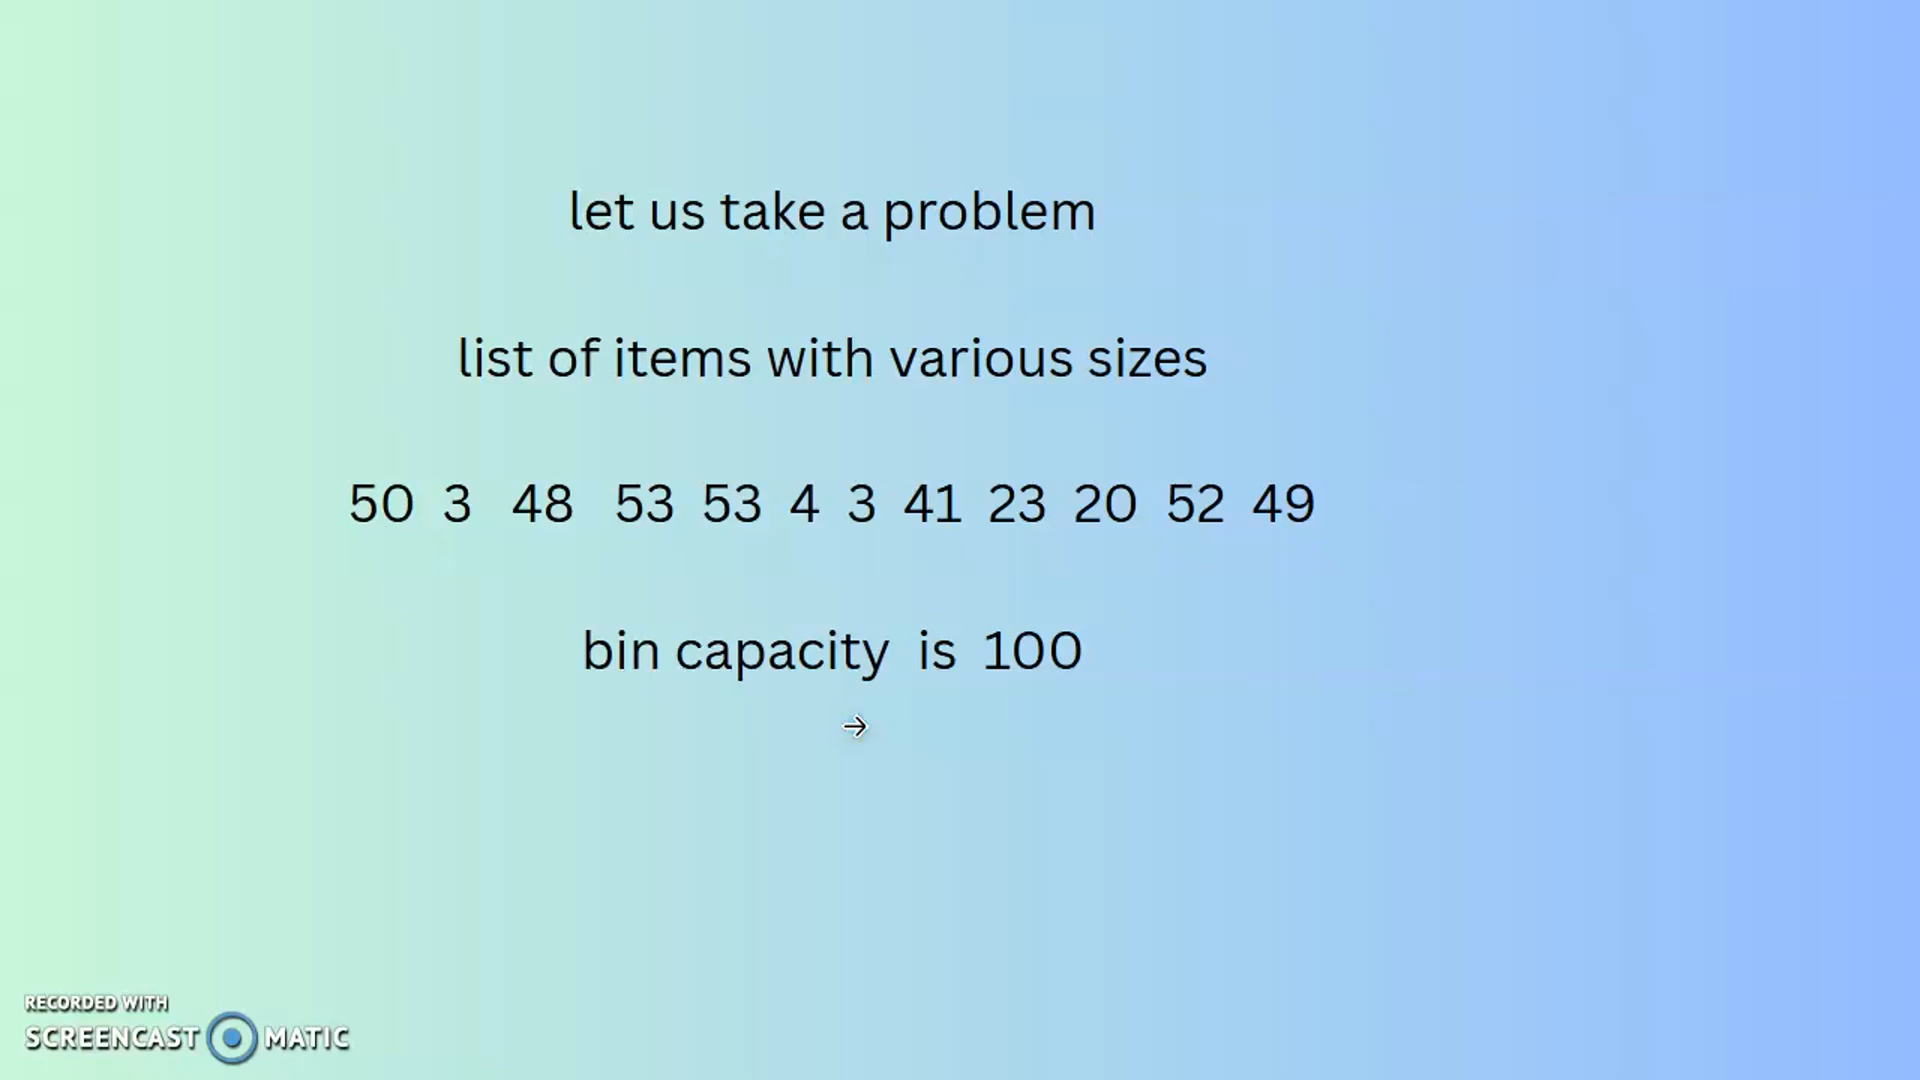 let us take a problem
list of items with various sizes
50 3 48 53 53 4 3 41 23 20 52 49
bin capacity is 100
RECORDED WITH
SCREENCAST MATIC